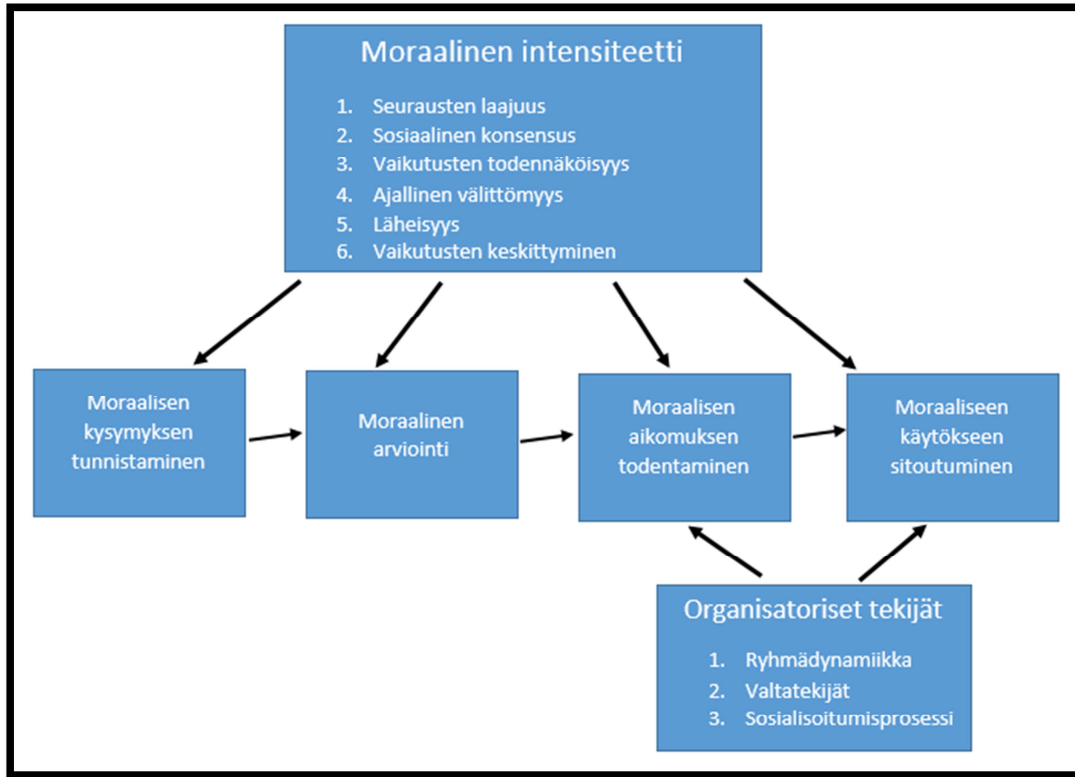 Moraalinen intensiteetti
1. Seurausten laajuus
2. Sosiaalinen konsensus
3. Vaikutusten todennäköisyys
4. Ajallinen välittömyys
5. Läheisyys
6. Vaikutusten keskittyminen
Moraalisen
kysymyksen
tunnistaminen
Moraalinen
arviointi
Moraalisen
aikomuksen
todentaminen
Moraaliseen
käytökseen
sitoutuminen
Organisatoriset tekijät
1. Ryhmädynamiikka
2. Valtatekijät
3. Sosialisoitumisprosessi